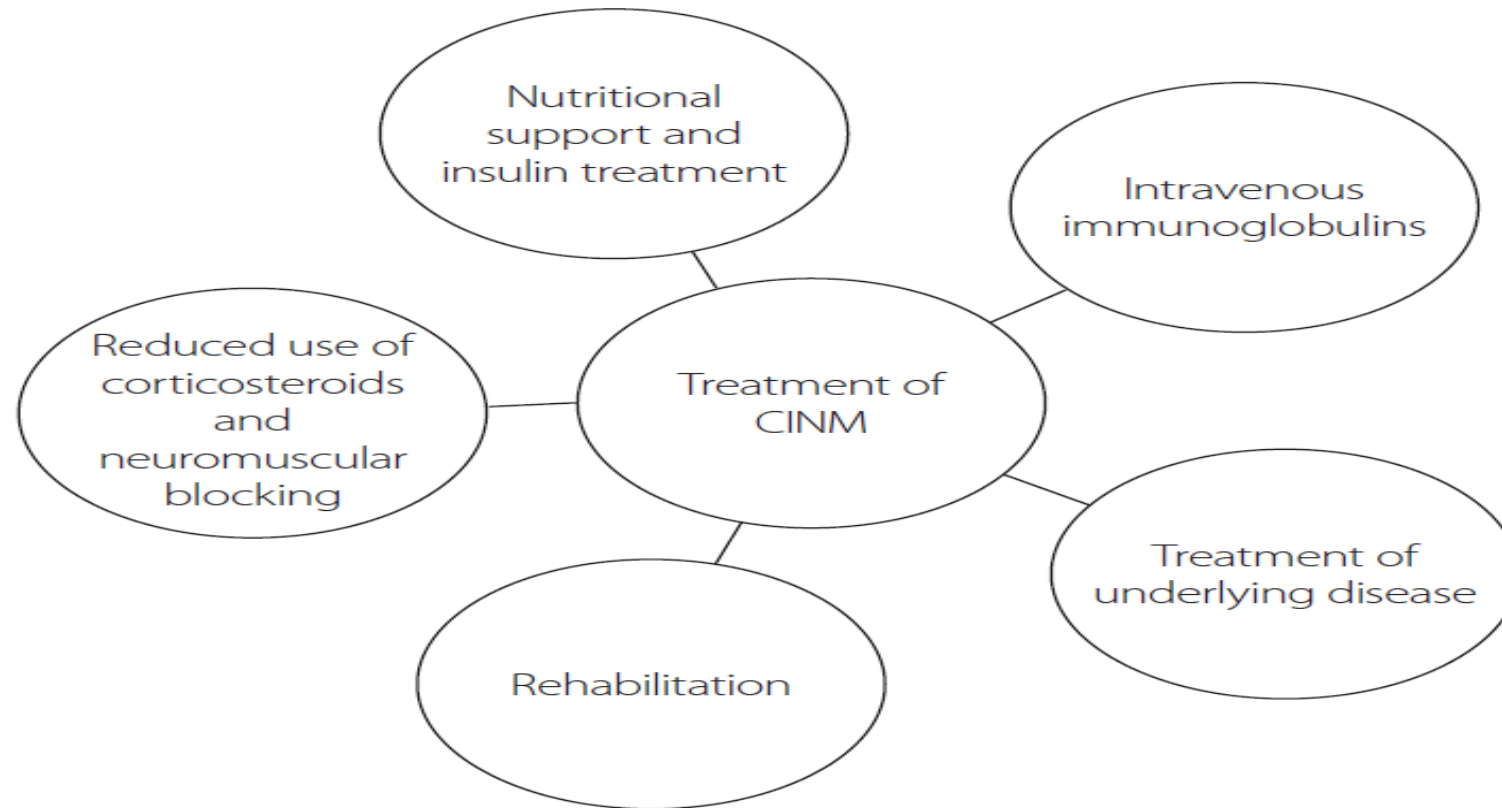 Nutritional
support and
insulin treatment
Intravenous
immunoglobulins
Reduced use of
corticosteroids
and
neuromuscular
blocking
Treatment of
CINM
Treatment of
underlying disease
Rehabilitation